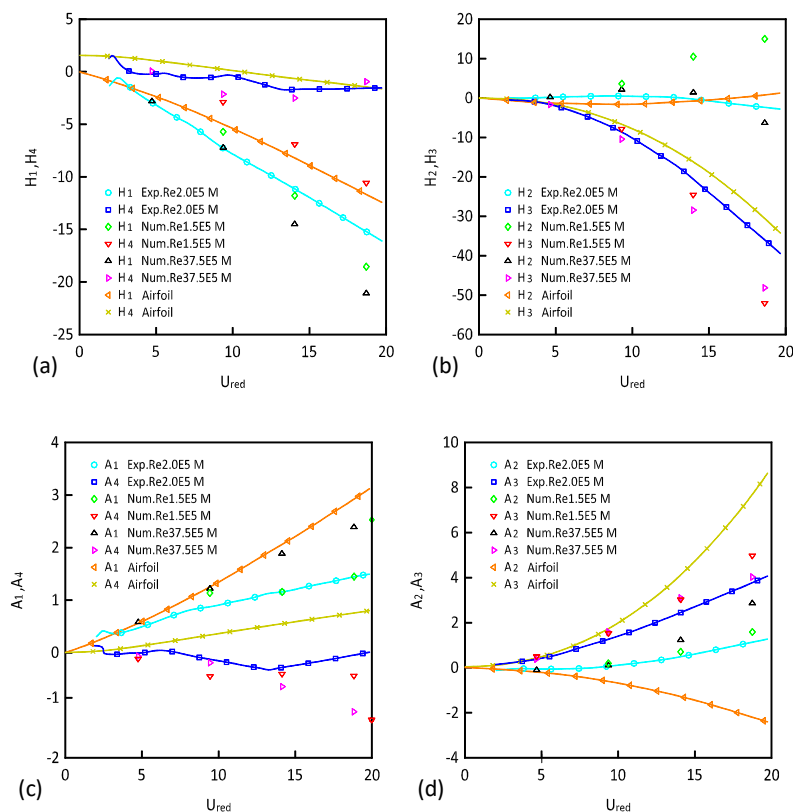 5
0
-5
-10
-15
-20
-25
0 5 10 15 20
H1,H4
Ured
H1 Exp.Re2.0E5 M
H4 Exp.Re2.0E5 M
H1 Num.Re1.5E5 M
H4 Num.Re1.5E5 M
H1 Num.Re37.5E5 M
H4 Num.Re37.5E5 M
H1 Airfoil
H4 Airfoil
(a)
20
10
0
-10
-20
-30
-40
-50
-60
0 5 10 15 20
H2,H3
Ured
H2 Exp.Re2.0E5 M
H3 Exp.Re2.0E5 M
H2 Num.Re1.5E5 M
H3 Num.Re1.5E5 M
H2 Num.Re37.5E5 M
H3 Num.Re37.5E5 M
H2 Airfoil
H3 Airfoil
(b)
4
3
2
1
0
-1
-2
0 5 10 15 20
A1,A4
Ured
A1 Exp.Re2.0E5 M
A4 Exp.Re2.0E5 M
A1 Num.Re1.5E5 M
A4 Num.Re1.5E5 M
A1 Num.Re37.5E5 M
A4 Num.Re37.5E5 M
A1 Airfoil
A4 Airfoil
(c)
10
8
6
4
2
0
-2
-4
0 5 10 15 20
A2,A3
Ured
A2 Exp.Re2.0E5 M
A3 Exp.Re2.0E5 M
A2 Num.Re1.5E5 M
A3 Num.Re1.5E5 M
A2 Num.Re37.5E5 M
A3 Num.Re37.5E5 M
A2 Airfoil
A3 Airfoil
(d)